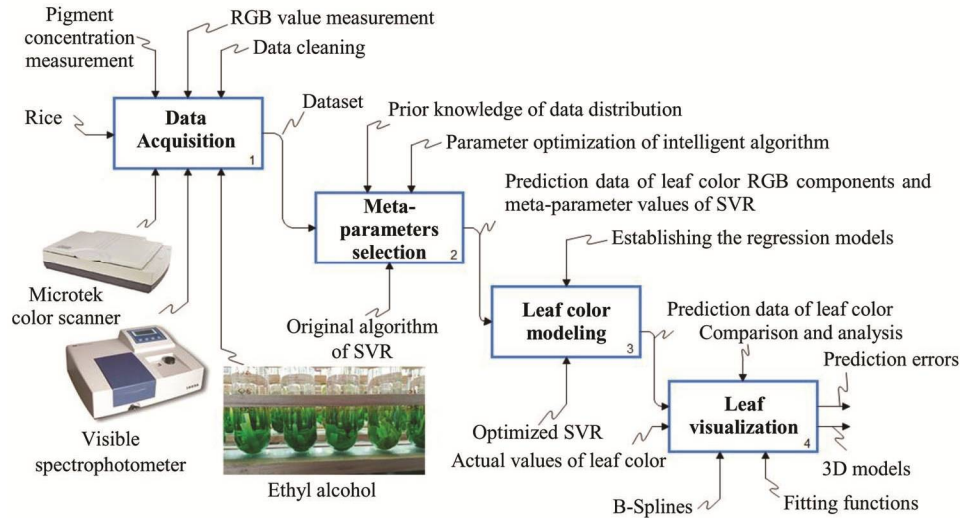 Pigment
concentration
measurement
RGB value measurement
Data cleaning
Rice
Data
Acquisition
1
Dataset
Prior knowledge of data distribution
Parameter optimization of intelligent algorithm
Meta-
parameters
selection
2
Prediction data of leaf color RGB components and
meta-parameter values of SVR
Microtek
color scanner
Original algorithm
of SVR
Establishing the regression models
Leaf color
modeling
3
Prediction data of leaf color
Comparison and analysis
Prediction errors
Visible
spectrophotometer
Ethyl alcohol
Optimized SVR
Actual values of leaf color
Leaf
visualization
4
3D models
B-Splines
Fitting functions